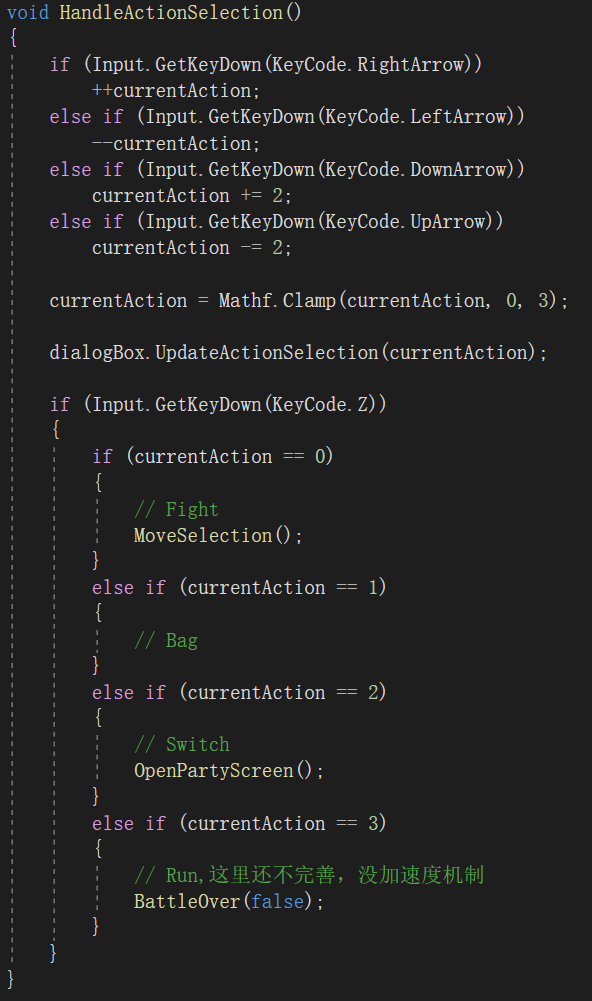 void HandleActionSelection()
{
    if (Input.GetKeyDown(KeyCode.RightArrow))
        ++currentAction;
    else if (Input.GetKeyDown(KeyCode.LeftArrow))
        --currentAction;
    else if (Input.GetKeyDown(KeyCode.DownArrow))
        currentAction += 2;
    else if (Input.GetKeyDown(KeyCode.UpArrow))
        currentAction -= 2;

    currentAction = Mathf.Clamp(currentAction, 0, 3);

    dialogBox.UpdateActionSelection(currentAction);

    if (Input.GetKeyDown(KeyCode.Z))
    {
        if (currentAction == 0)
        {
            // Fight
            MoveSelection();
        }
        else if (currentAction == 1)
        {
            // Bag
        }
        else if (currentAction == 2)
        {
            // Switch
            OpenPartyScreen();
        }
        else if (currentAction == 3)
        {
            // Run,这里还不完善，没加速度机制
            BattleOver(false);
        }
    }
}